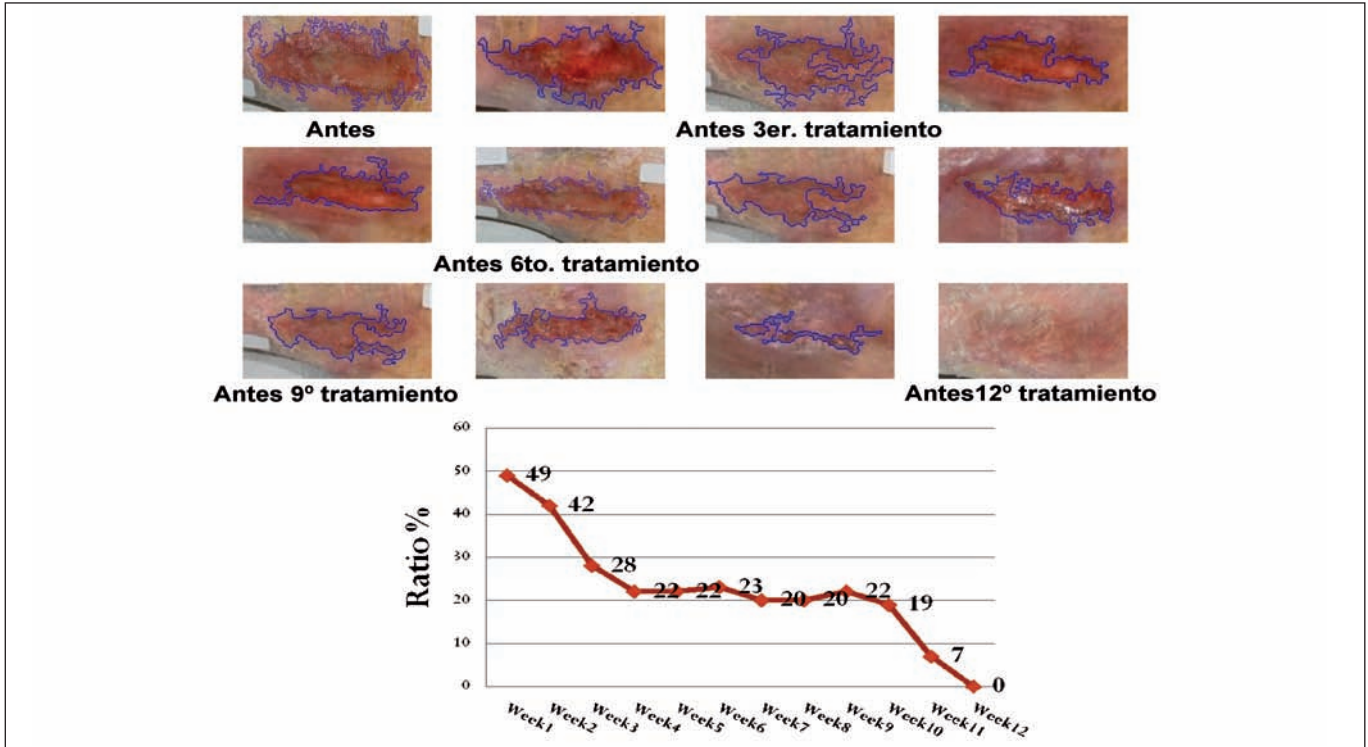 Antes
Antes 3er. tratamiento
Antes 6to. tratamiento
Antes 9º tratamiento
Antes12º tratamiento
60
50
40
30
20
10
0
Ratio %
49
42
28
22
22
23
20
20
22
19
7
0
Week1
Week2
Week3
Week4
Week5
Week6
Week7
Week8
Week9
Week10
Week11
Week12